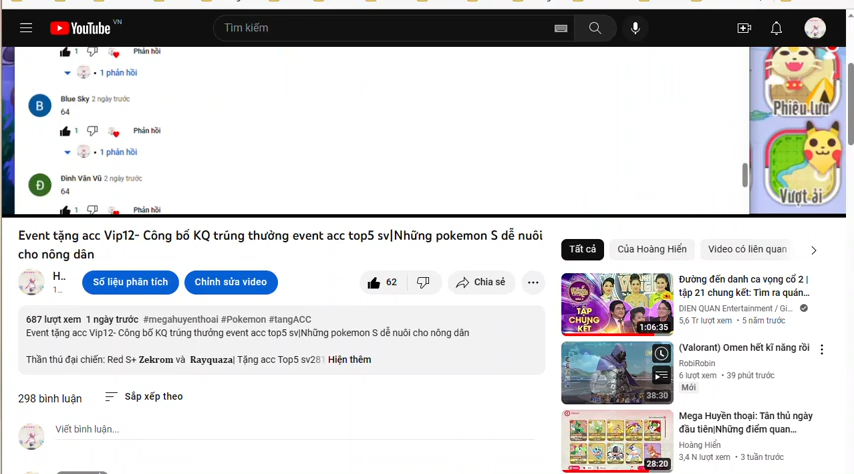 YouTube VN
Tìm kiếm
1 Phản hồi
1 phản hồi
B
Blue Sky 2 ngày trước
64
1 Phản hồi
1 phản hồi
Đ
Đinh Văn Vũ 2 ngày trước
64
1 Phản hồi
Phiêu lưu
Vượt ải
Event tặng acc Vip12- Công bố KQ trúng thưởng event acc top5 sv|Những pokemon S dễ nuôi
cho nông dân
H..
1...
Số liệu phân tích
Chỉnh sửa video
62
Chia sẻ
687 lượt xem 1 ngày trước #megahuyenthoai #Pokemon #tangACC
Event tặng acc Vip12- Công bố KQ trúng thưởng event acc top5 sv|Những pokemon S dễ nuôi cho nông dân
Thần thú đại chiến: Red S+ Zekrom và Rayquaza| Tặng acc Top5 sv281 Hiện thêm
298 bình luận
Sắp xếp theo
Viết bình luận...
Tất cả
Của Hoàng Hiển
Video có liên quan
TẬP
CHUNG
KẾT
1:06:35
Đường đến danh ca vọng cổ 2 |
tập 21 chung kết: Tìm ra quán...
DIEN QUAN Entertainment / Gi...
5,6 Tr lượt xem • 5 năm trước
38:30
(Valorant) Omen hết kĩ năng rồi
RobiRobin
6 lượt xem • 39 phút trước
Mới
28:20
Mega Huyền thoại: Tân thủ ngày
đầu tiên|Những điểm quan...
Hoàng Hiển
3,4 N lượt xem • 3 tuần trước